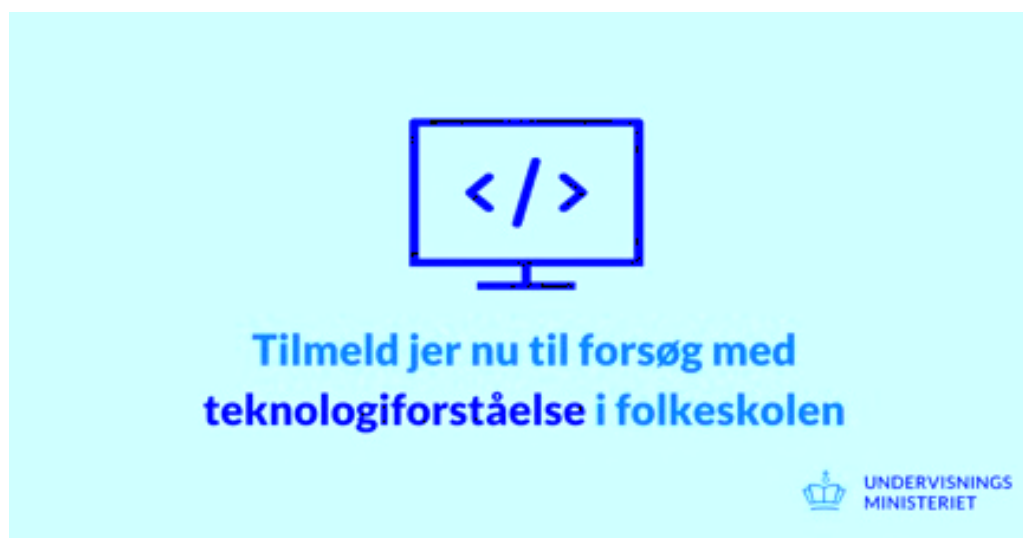 </>
Tilmeld jer nu til forsøg med
teknologiforståelse i folkeskolen
UNDERVISNINGS
MINISTERIET